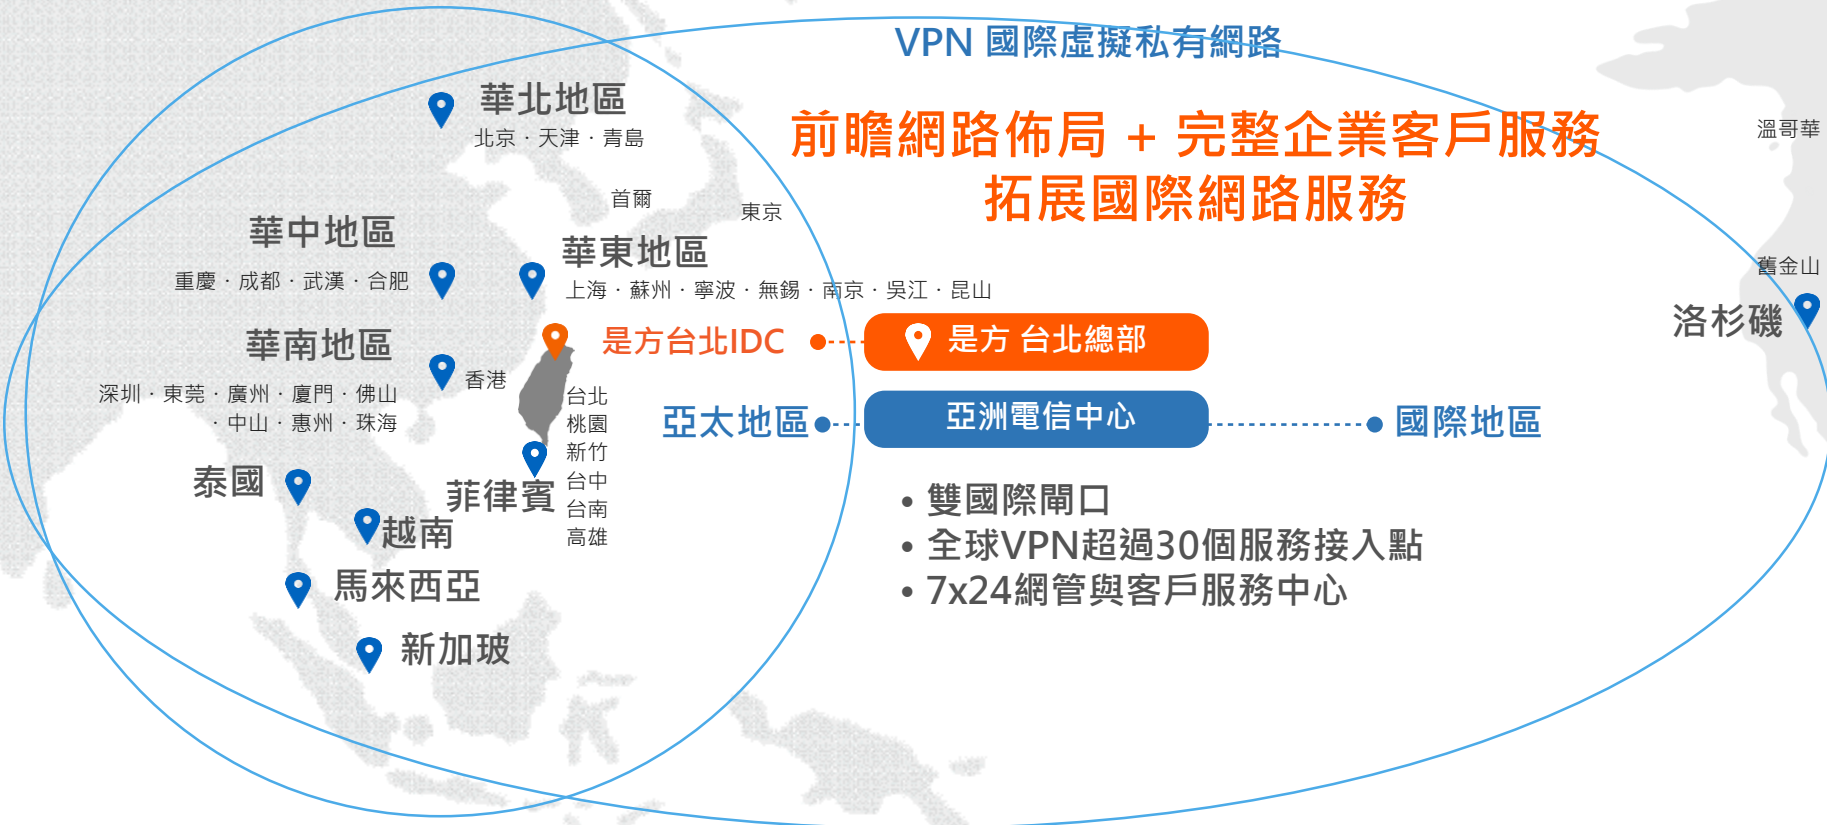 VPN 國際虛擬私有網路
前瞻網路佈局 + 完整企業客戶服務
拓展國際網路服務
華北地區
北京．天津．青島
首爾
東京
溫哥華
華中地區
重慶．成都．武漢．合肥
華東地區
上海．蘇州．寧波．無錫．南京．吳江．昆山
舊金山
洛杉磯
華南地區
深圳．東莞．廣州．廈門．佛山
．中山．惠州．珠海
香港
是方台北IDC
是方 台北總部
台北
桃園
新竹
台中
台南
高雄
亞太地區
亞洲電信中心
國際地區
泰國
菲律賓
越南
馬來西亞
新加玻
• 雙國際閘口
• 全球VPN超過30個服務接入點
• 7x24網管與客戶服務中心